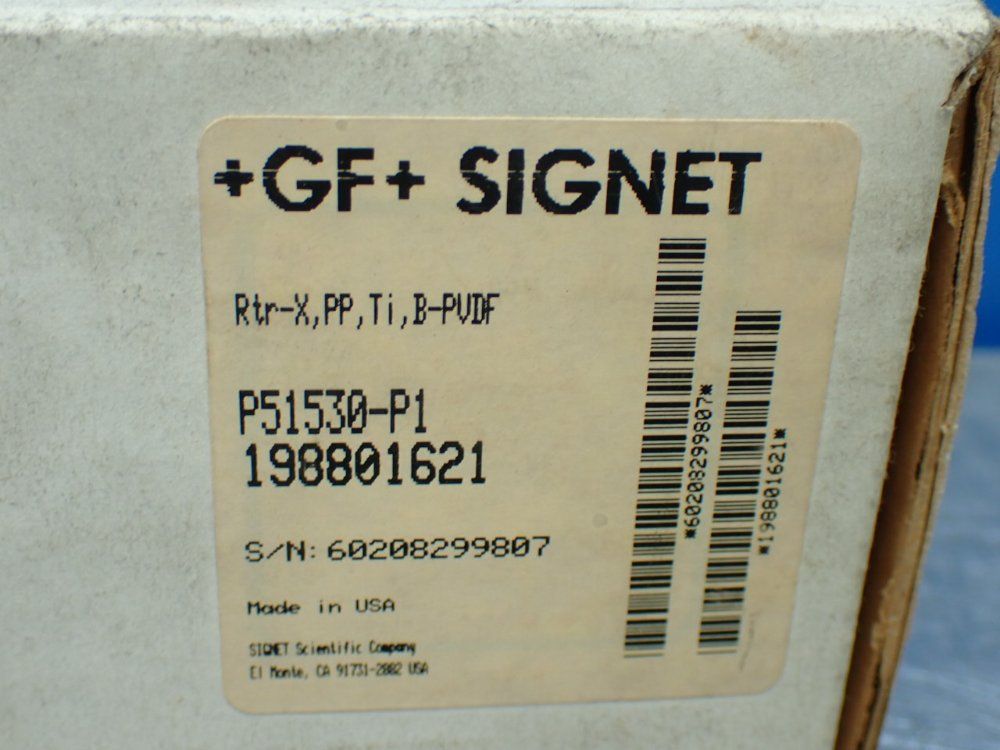 +GF+ SIGNET
Rtr-X,PP,Ti,B-PVDF
P51530-P1
198801621
S/N: 60208299807
Made in USA
SIGNET Scientific Company
El Monte, CA 91731-2882 USA
*60208299807*
*198801621*